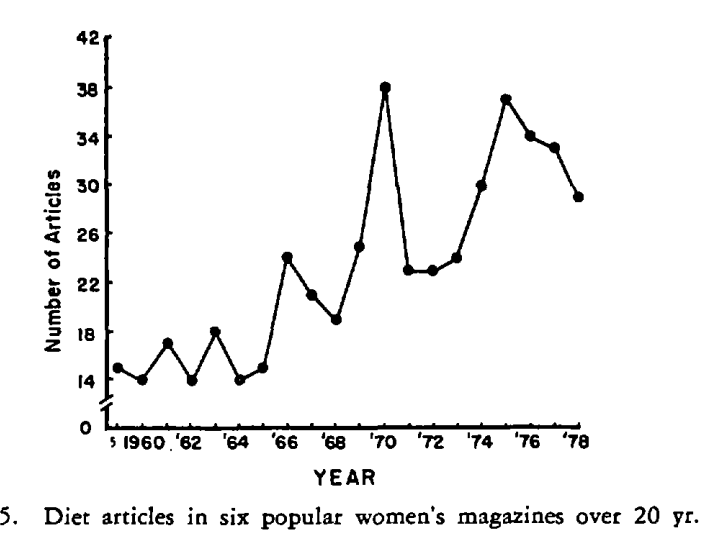 42
38
34
30
26
22
18
14
0
Number of Articles
1960 '62 '64 '66 '68 '70 '72 '74 '76 '78
YEAR
5. Diet articles in six popular women's magazines over 20 yr.